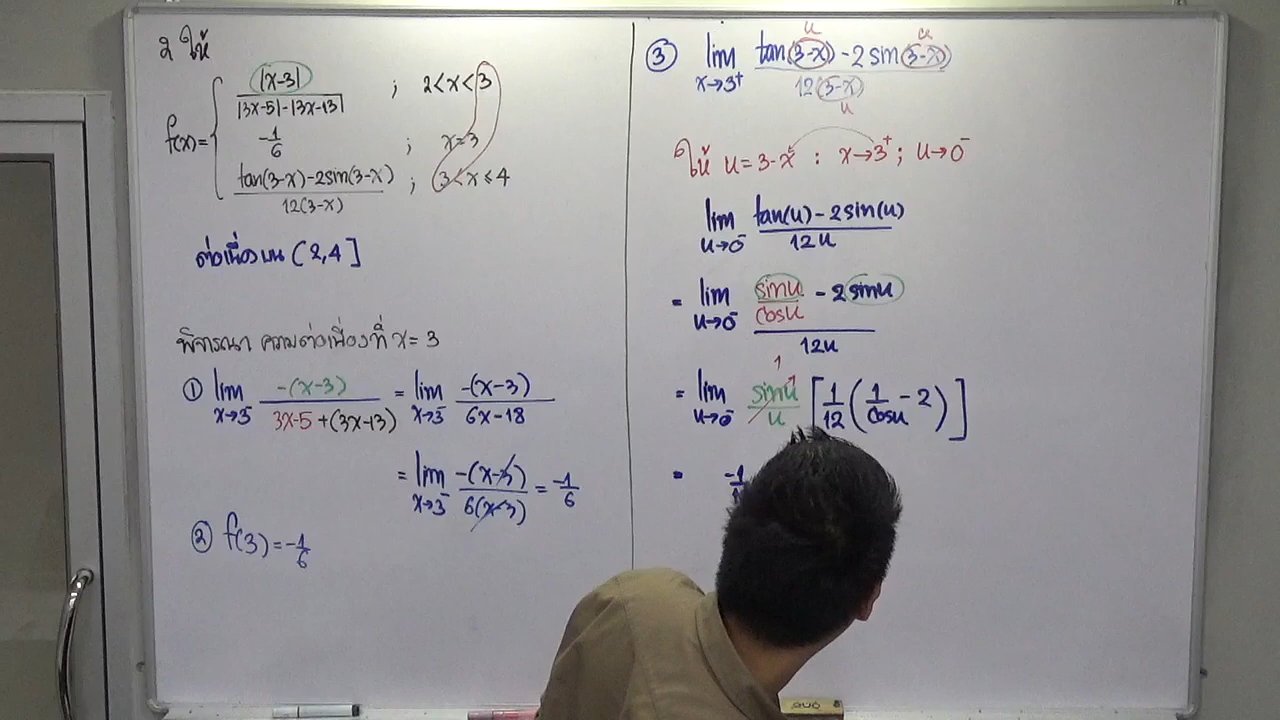 2 ให้
f(x)= { |x-3| / |3x-5|-|3x-13| ; 2<x<3
-1/6 ; x=3
tan(3-x)-2sin(3-x) / 12(3-x) ; 3<x≤4
ต่อเนื่องบน (2,4]
พิจารณา ความต่อเนื่องที่ x=3
① lim x→3⁻ -(x-3) / 3x-5+(3x-13) = lim x→3⁻ -(x-3) / 6x-18
= lim x→3⁻ -(x-3) / 6(x-3) = -1/6
② f(3)=-1/6
③ lim x→3⁺ tan(3-x)-2sin(3-x) / 12(3-x)
u u
u
ให้ u=3-x : x→3⁺ ; u→0⁻
lim u→0⁻ tan(u)-2sin(u) / 12u
= lim u→0⁻ sinu/cosu - 2sinu / 12u
= lim u→0⁻ sinu/u [1/12(1/cosu - 2)]
1
= -1